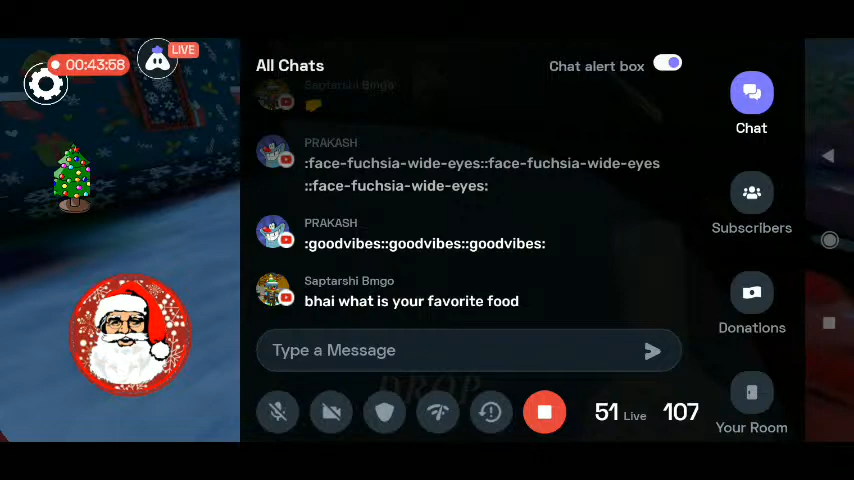 00:43:58
LIVE
All Chats
Chat alert box
Saptarshi Bmgo
PRAKASH
:face-fuchsia-wide-eyes::face-fuchsia-wide-eyes
::face-fuchsia-wide-eyes:
PRAKASH
:goodvibes::goodvibes::goodvibes:
Saptarshi Bmgo
bhai what is your favorite food
Type a Message
DROP
51 Live 107
Chat
Subscribers
Donations
Your Room